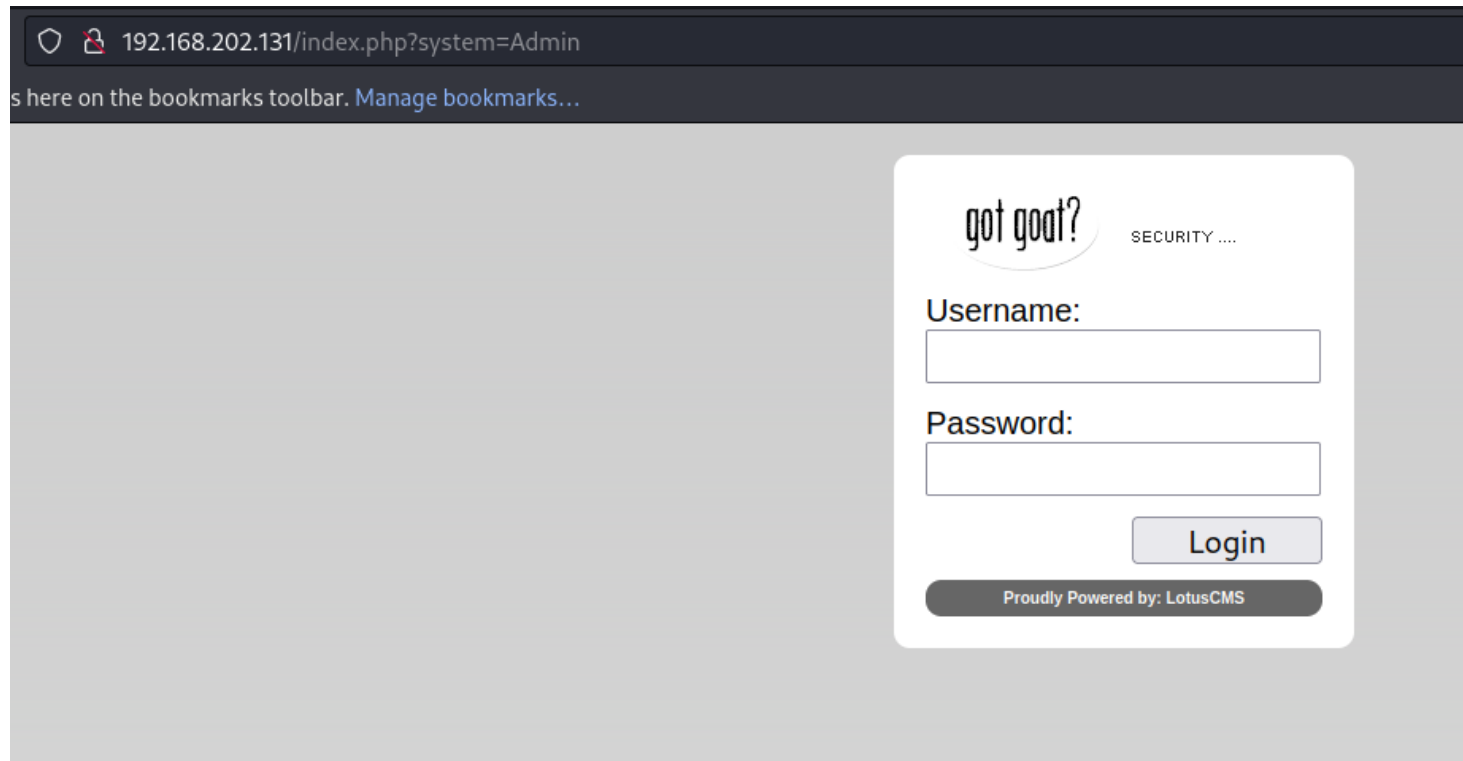 192.168.202.131/index.php?system=Admin
s here on the bookmarks toolbar. Manage bookmarks...
got goat?
SECURITY ....
Username:
Password:
Login
Proudly Powered by: LotusCMS